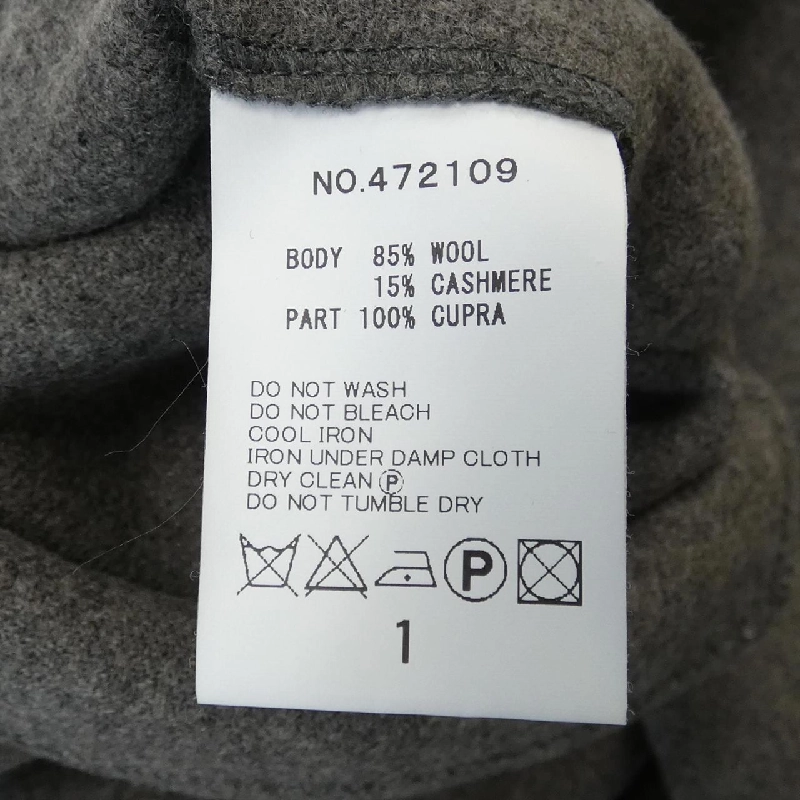 NO.472109
BODY 85% WOOL
15% CASHMERE
PART 100% CUPRA
DO NOT WASH
DO NOT BLEACH
COOL IRON
IRON UNDER DAMP CLOTH
DRY CLEAN Ⓟ
DO NOT TUMBLE DRY
P
1